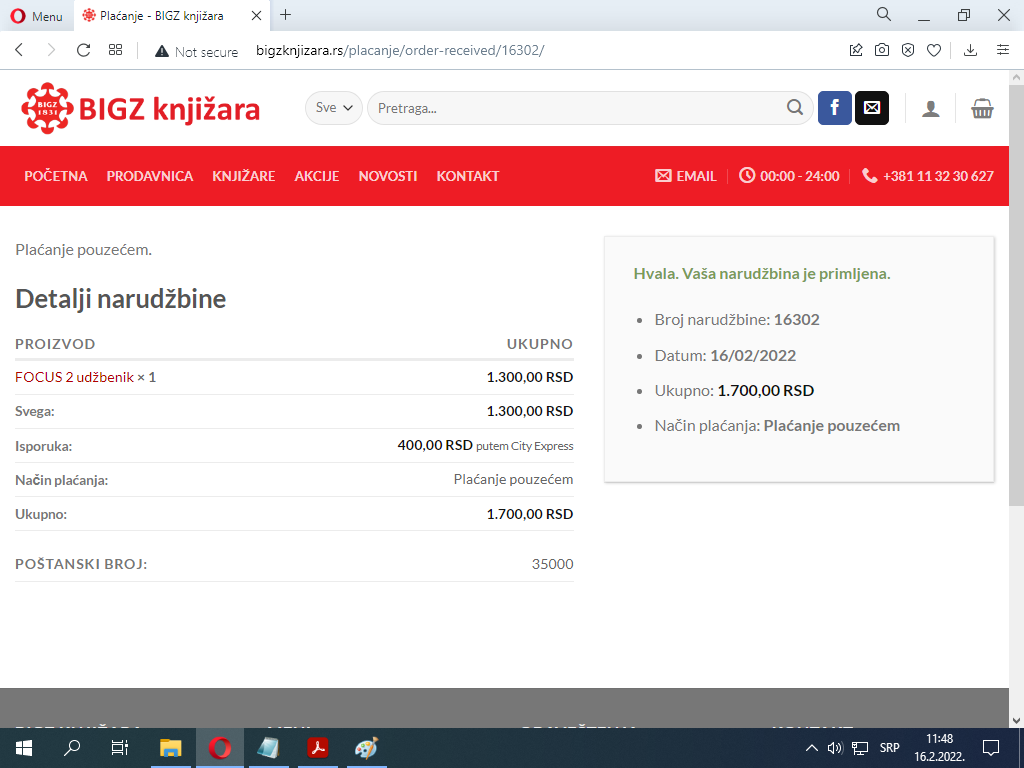 Menu
Plaćanje - BIGZ knjižara
Not secure
bigzknjizara.rs/placanje/order-received/16302/
BIGZ
1831
BIGZ knjižara
Sve
Pretraga...
POČETNA PRODAVNICA KNJIŽARE AKCIJE NOVOSTI KONTAKT
EMAIL
00:00 - 24:00
+381 11 32 30 627
Plaćanje pouzećem.
Detalji narudžbine
PROIZVOD UKUPNO
FOCUS 2 udžbenik × 1 1.300,00 RSD
Svega: 1.300,00 RSD
Isporuka: 400,00 RSD putem City Express
Način plaćanja: Plaćanje pouzećem
Ukupno: 1.700,00 RSD
POŠTANSKI BROJ: 35000
Hvala. Vaša narudžbina je primljena.
Broj narudžbine: 16302
Datum: 16/02/2022
Ukupno: 1.700,00 RSD
Način plaćanja: Plaćanje pouzećem
SRP
11:48
16.2.2022.